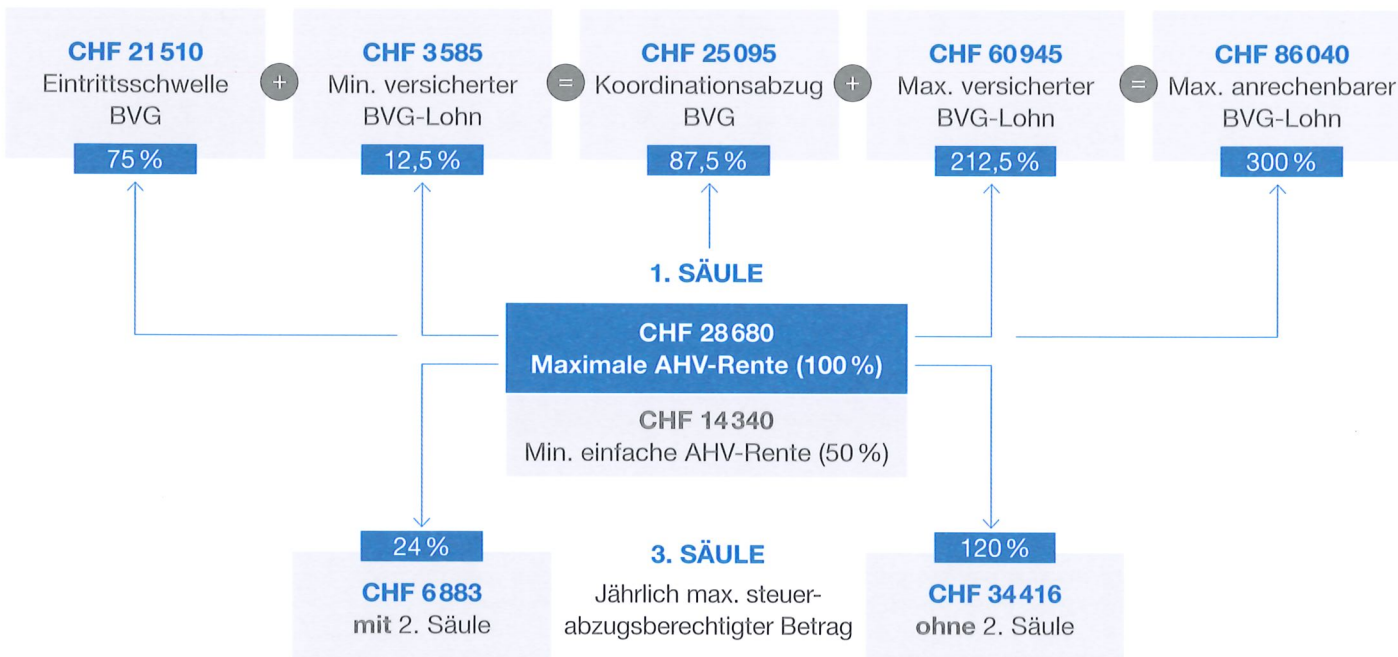 CHF 21 510
Eintrittsschwelle
BVG
75 %
+
CHF 3 585
Min. versicherter
BVG-Lohn
12,5 %
=
CHF 25 095
Koordinationsabzug
BVG
87,5 %
+
CHF 60 945
Max. versicherter
BVG-Lohn
212,5 %
=
CHF 86 040
Max. anrechenbarer
BVG-Lohn
300 %
1. SÄULE
CHF 28 680
Maximale AHV-Rente (100 %)
CHF 14 340
Min. einfache AHV-Rente (50 %)
24 %
CHF 6 883
mit 2. Säule
3. SÄULE
Jährlich max. steuer-
abzugsberechtigter Betrag
120 %
CHF 34 416
ohne 2. Säule